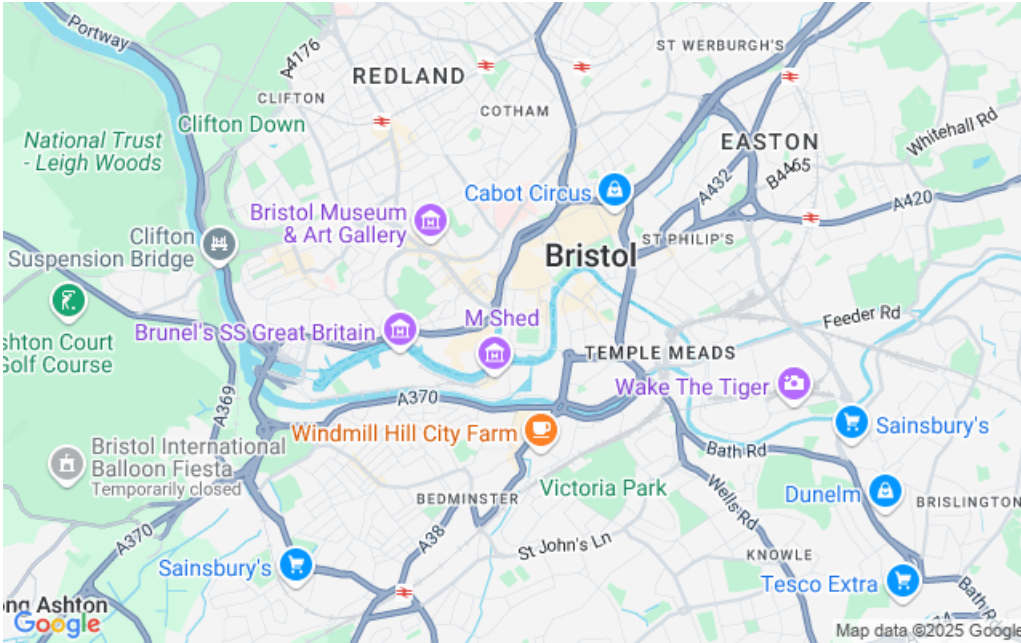 Portway
A4176
ST WERBURGH'S
REDLAND
CLIFTON
COTHAM
Clifton Down
National Trust
- Leigh Woods
EASTON
Whitehall Rd
B4465
A432
A420
Cabot Circus
Bristol Museum
& Art Gallery
Clifton
Suspension Bridge
ST PHILIP'S
Bristol
M Shed
Brunel's SS Great Britain
Feeder Rd
shton Court
Golf Course
TEMPLE MEADS
Wake The Tiger
A369
A370
Windmill Hill City Farm
Sainsbury's
Bristol International
Balloon Fiesta
Temporarily closed
Bath Rd
Victoria Park
Wells Rd
Dunelm
BEDMINSTER
BRISLINGTON
A370
A38
St John's Ln
KNOWLE
Sainsbury's
Tesco Extra
Bath R
ng Ashton
Google
Map data ©2025 Google